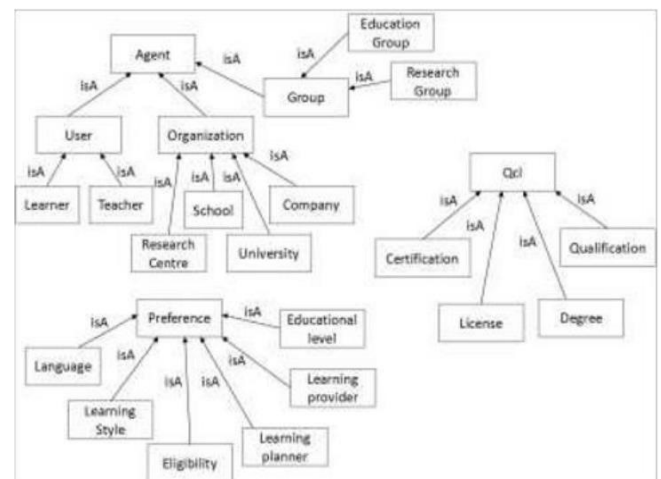 Education
Group
isA
Agent
isA
Research
Group
isA
isA
isA
Group
User
Organization
isA
isA
isA
isA
isA
isA
Learner
Teacher
School
Company
Research
Centre
University
Qcl
isA
isA
isA
isA
Certification
Qualification
License
Degree
Preference
isA
Educational
level
isA
isA
Language
isA
isA
isA
Learning
provider
Learning
Style
Learning
planner
Eligibility